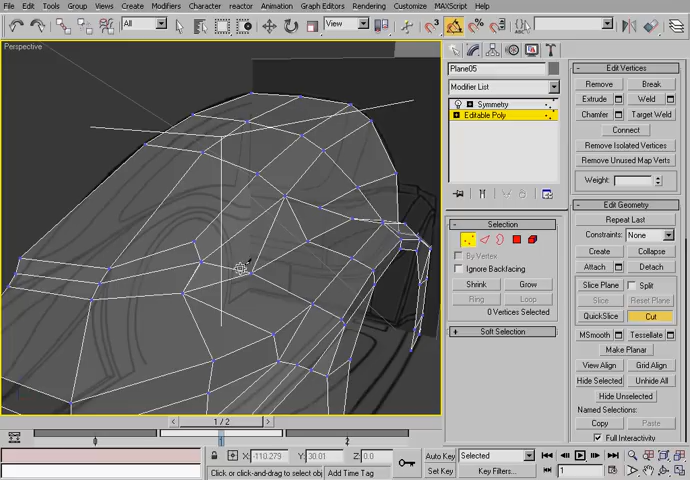 File Edit Tools Group Views Create Modifiers Character reactor Animation Graph Editors Rendering Customize MAXScript Help
All View
Perspective
Plane05
Modifier List
Symmetry
Editable Poly
Selection
By Vertex
Ignore Backfacing
Shrink Grow
Ring Loop
0 Vertices Selected
Soft Selection
Edit Vertices
Remove Break
Extrude Weld
Chamfer Target Weld
Connect
Remove Isolated Vertices
Remove Unused Map Verts
Weight:
Edit Geometry
Repeat Last
Constraints: None
Create Collapse
Attach Detach
Slice Plane Split
Slice Reset Plane
QuickSlice Cut
MSmooth Tessellate
Make Planar
View Align Grid Align
Hide Selected Unhide All
Hide Unselected
Named Selections:
Copy Paste
Full Interactivity
1 / 2
0 1 2
X: -110.279 Y: 30.01 Z: 0.0
Auto Key Selected
Click or click-and-drag to select obj Add Time Tag
Set Key Key Filters...
1